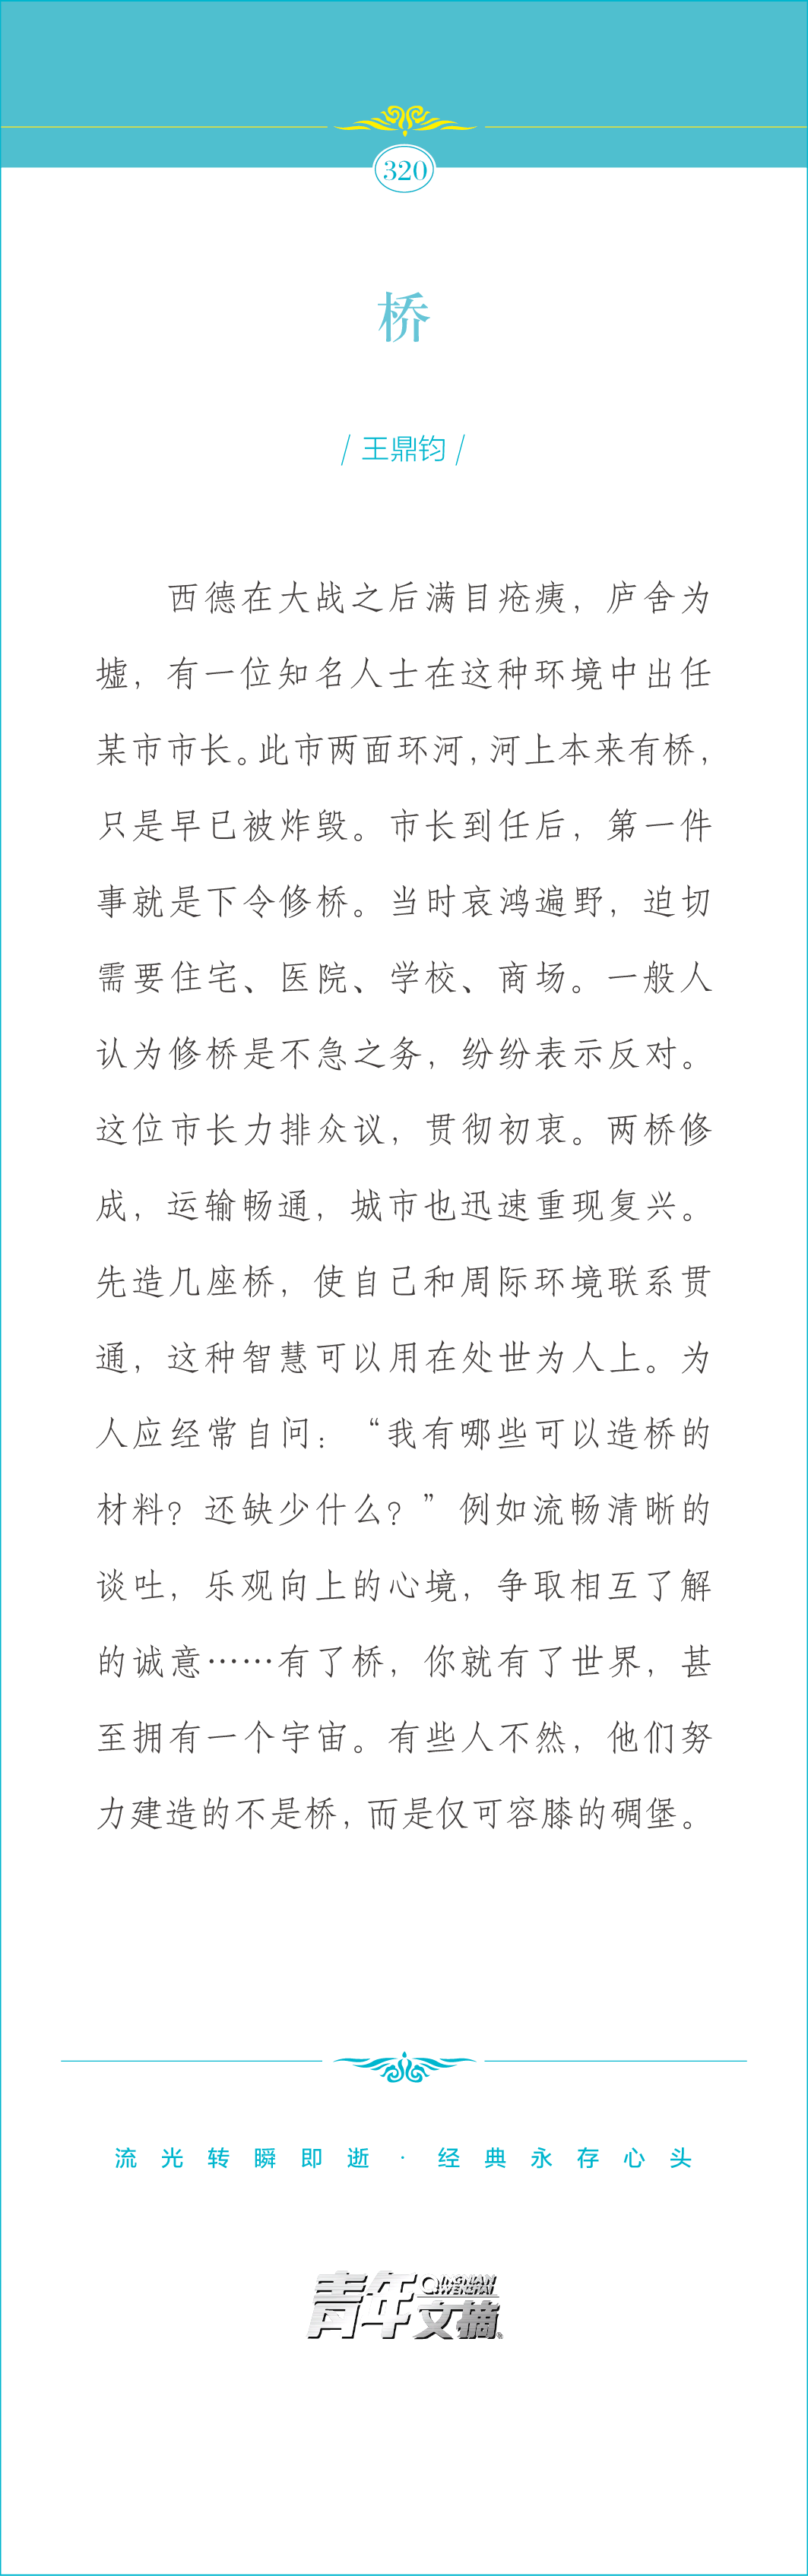 320
桥
/ 王鼎钧 /
西德在大战之后满目疮痍，庐舍为
墟，有一位知名人士在这种环境中出任
某市市长。此市两面环河，河上本来有桥，
只是早已被炸毁。市长到任后，第一件
事就是下令修桥。当时哀鸿遍野，迫切
需要住宅、医院、学校、商场。一般人
认为修桥是不急之务，纷纷表示反对。
这位市长力排众议，贯彻初衷。两桥修
成，运输畅通，城市也迅速重现复兴。
先造几座桥，使自己和周际环境联系贯
通，这种智慧可以用在处世为人上。为
人应经常自问：“我有哪些可以造桥的
材料？还缺少什么？”例如流畅清晰的
谈吐，乐观向上的心境，争取相互了解
的诚意……有了桥，你就有了世界，甚
至拥有一个宇宙。有些人不然，他们努
力建造的不是桥，而是仅可容膝的碉堡。
流光转瞬即逝·经典永存心头
青年文摘
QINGNIAN
WENZHAI